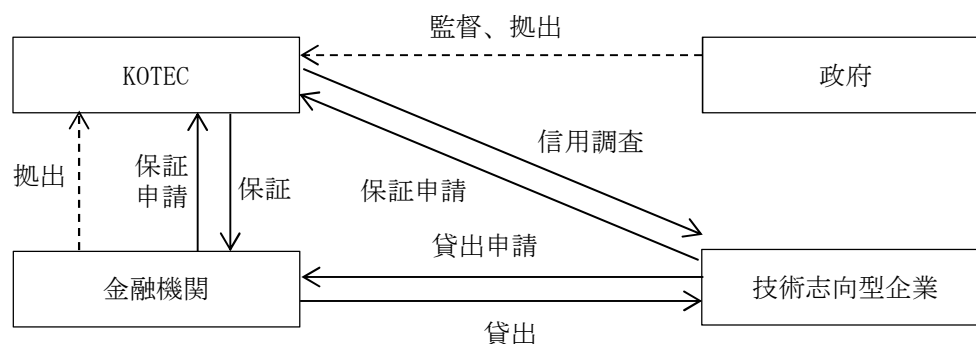 監督、拠出
KOTEC
政府
信用調査
拠出
保証
申請
保証
保証申請
貸出申請
金融機関
技術志向型企業
貸出